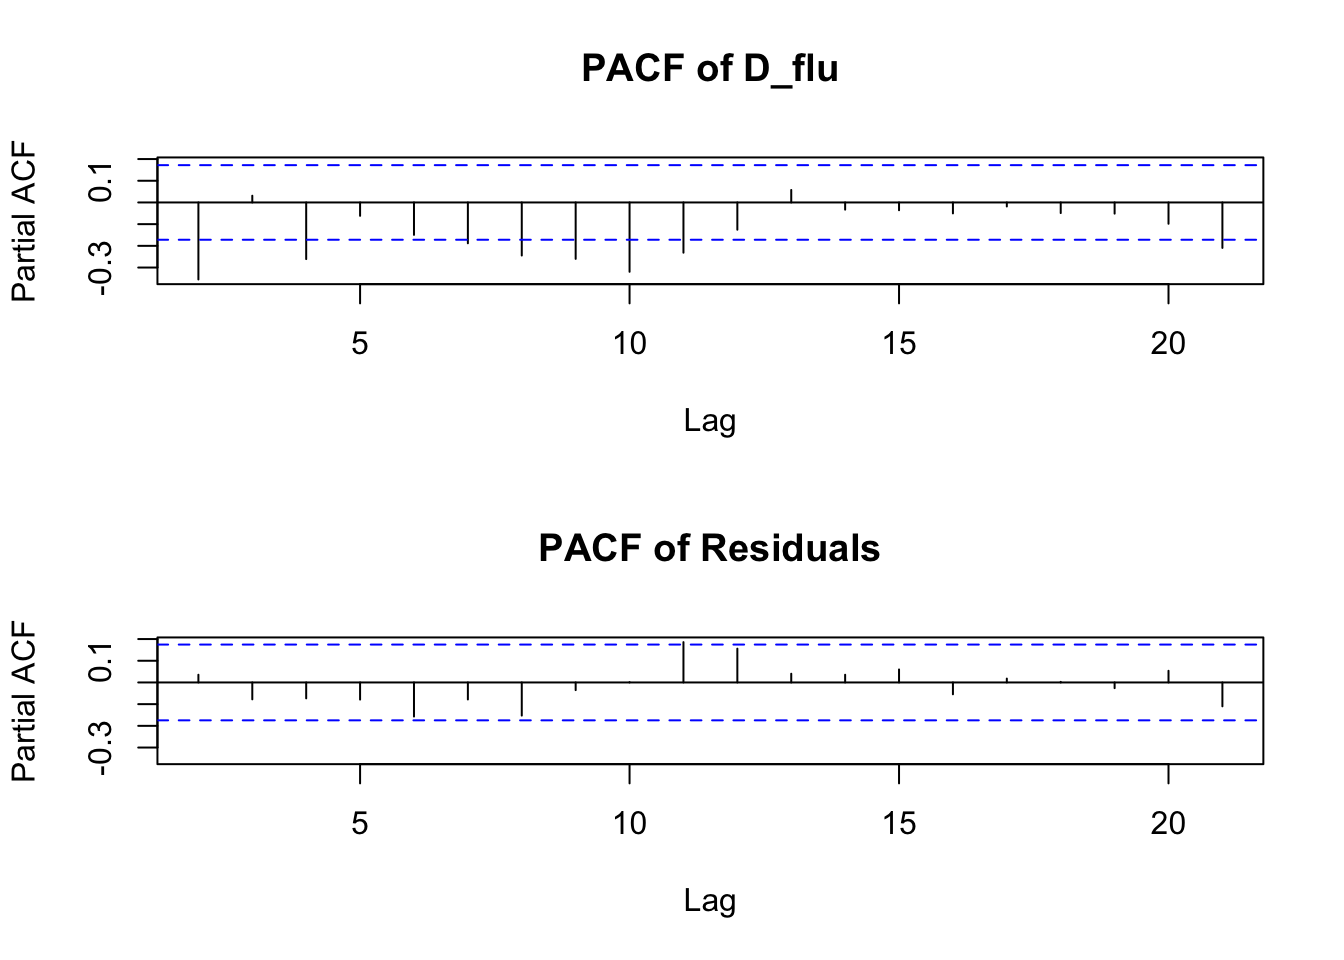 PACF of D_flu
Partial ACF
0.1
-0.3
5 10 15 20
Lag
PACF of Residuals
Partial ACF
0.1
-0.3
5 10 15 20
Lag